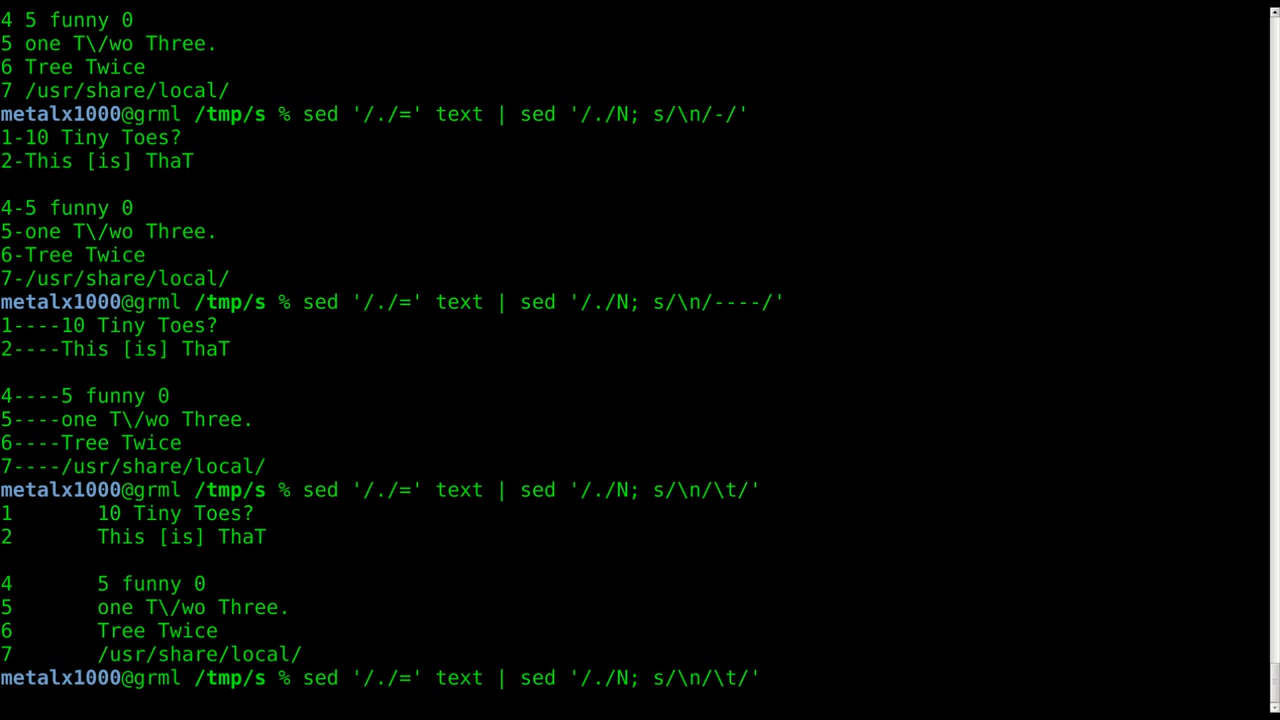 4 5 funny 0
5 one T\/wo Three.
6 Tree Twice
7 /usr/share/local/
metalx1000@grml /tmp/s % sed '/./=' text | sed '/./N; s/\n/-/'
1-10 Tiny Toes?
2-This [is] ThaT

4-5 funny 0
5-one T\/wo Three.
6-Tree Twice
7-/usr/share/local/
metalx1000@grml /tmp/s % sed '/./=' text | sed '/./N; s/\n/----/'
1----10 Tiny Toes?
2----This [is] ThaT

4----5 funny 0
5----one T\/wo Three.
6----Tree Twice
7----/usr/share/local/
metalx1000@grml /tmp/s % sed '/./=' text | sed '/./N; s/\n/\t/'
1       10 Tiny Toes?
2       This [is] ThaT

4       5 funny 0
5       one T\/wo Three.
6       Tree Twice
7       /usr/share/local/
metalx1000@grml /tmp/s % sed '/./=' text | sed '/./N; s/\n/\t/'